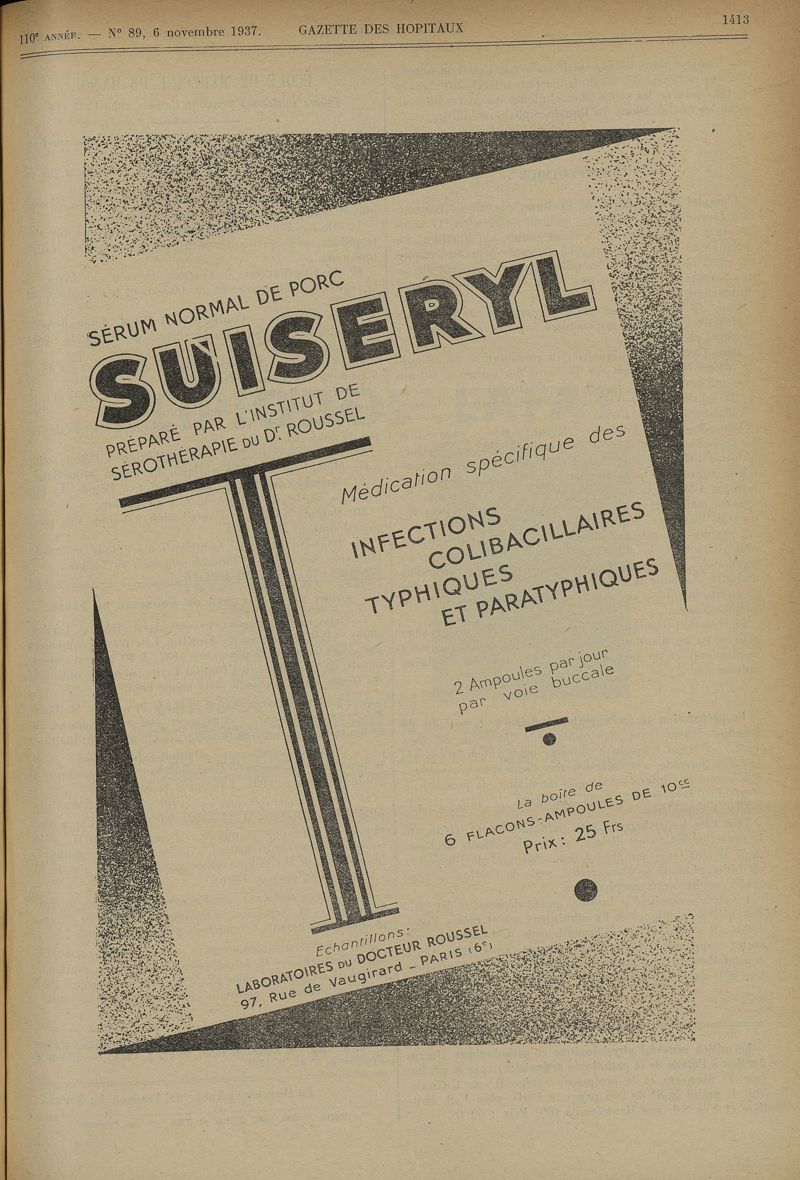 110e ANNÉE. — N° 89, 6 novembre 1937. GAZETTE DES HOPITAUX 1413
SÉRUM NORMAL DE PORC
SUISERYL
PRÉPARÉ PAR L'INSTITUT DE
SÉROTHÉRAPIE DU Dr. ROUSSEL
Médication spécifique des
INFECTIONS
COLIBACILLAIRES
TYPHIQUES
ET PARATYPHIQUES
2 Ampoules par jour
par voie buccale
La boîte de
6 FLACONS-AMPOULES DE 10cc
Prix: 25 Frs
Echantillons:
LABORATOIRES DU DOCTEUR ROUSSEL
97, Rue de Vaugirard _ PARIS (6e)